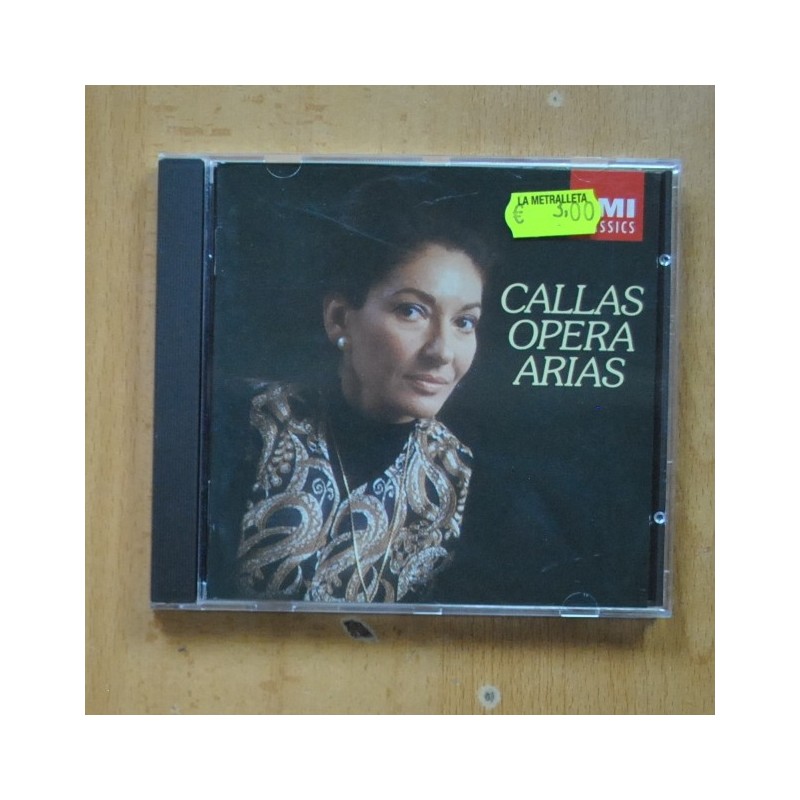 LA METRALLETA
€ 3,00
MI
SSICS
CALLAS
OPERA
ARIAS